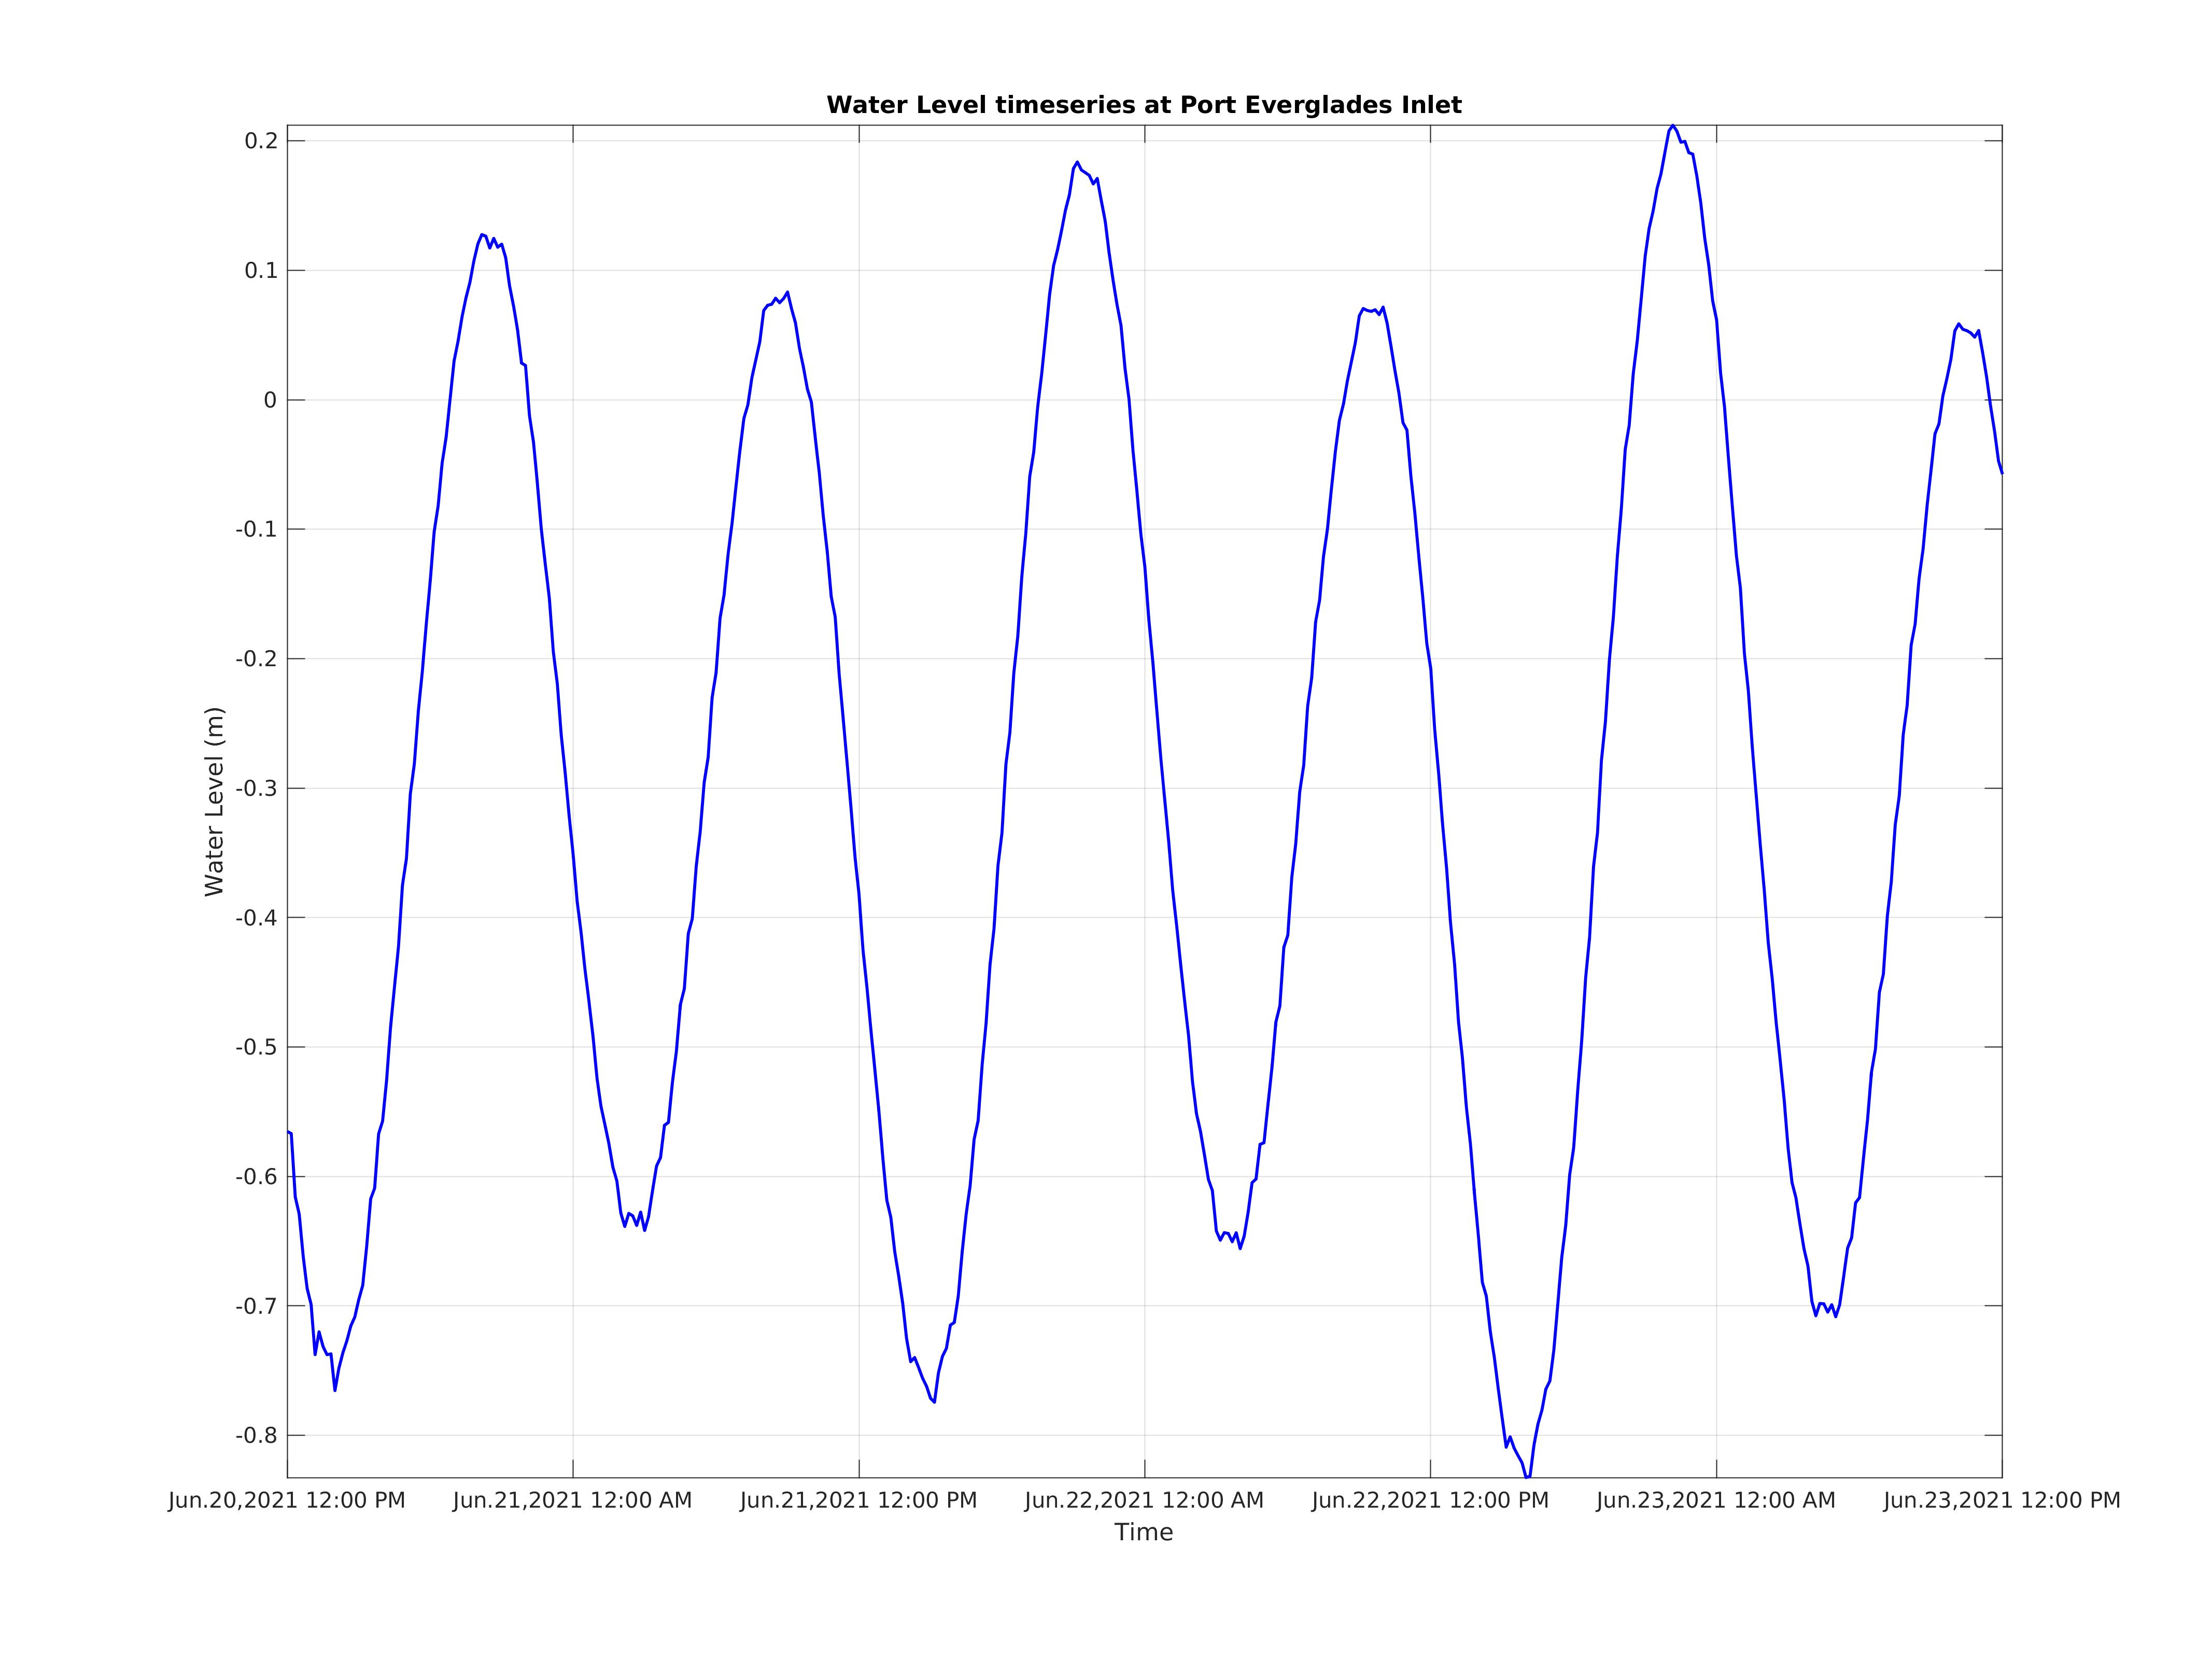 Water Level timeseries at Port Everglades Inlet
0.2
0.1
0
-0.1
-0.2
-0.3
-0.4
-0.5
-0.6
-0.7
-0.8
Water Level (m)
Jun.20,2021 12:00 PM
Jun.21,2021 12:00 AM
Jun.21,2021 12:00 PM
Jun.22,2021 12:00 AM
Jun.22,2021 12:00 PM
Jun.23,2021 12:00 AM
Jun.23,2021 12:00 PM
Time